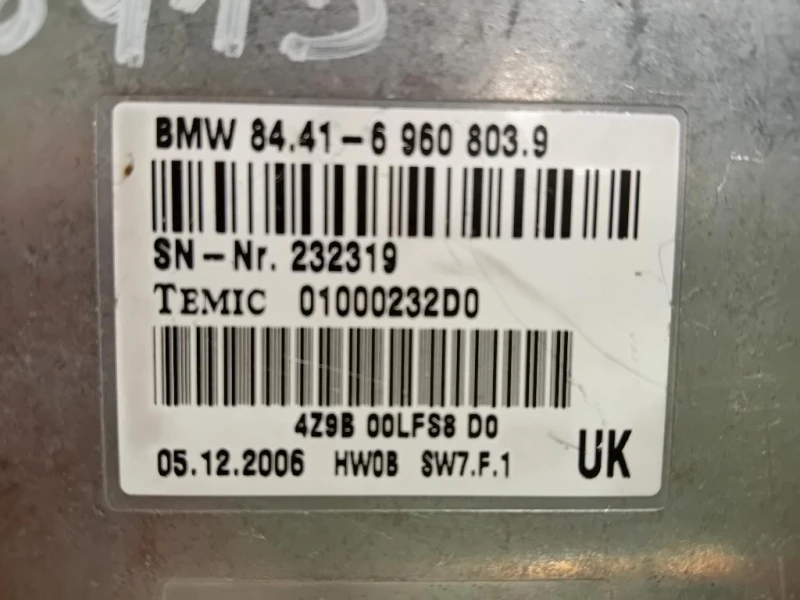 BMW 84.41-6 960 803.9
SN-Nr. 232319
TEMIC 01000232D0
4Z9B 00LFS8 D0
05.12.2006 HW0B SW7.F.1 UK